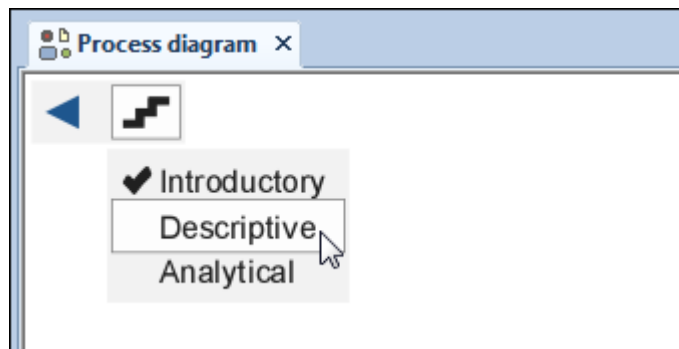 Process diagram
Introductory
Descriptive
Analytical